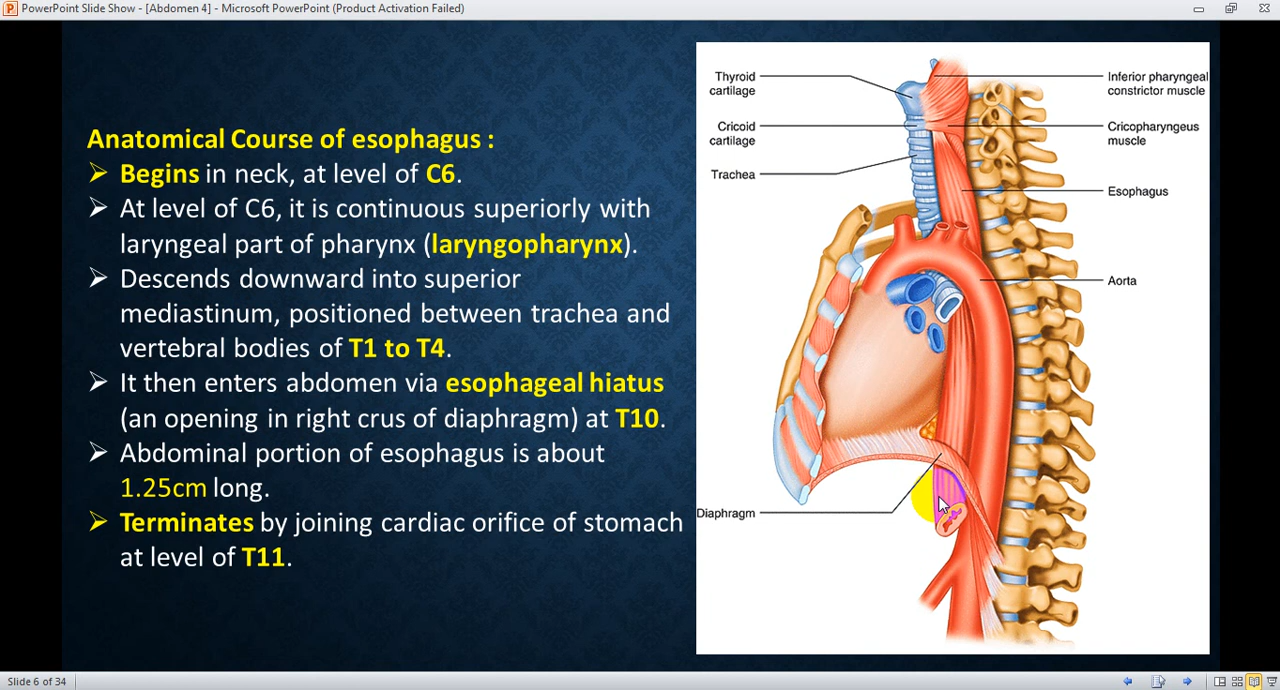 PowerPoint Slide Show - [Abdomen 4] - Microsoft PowerPoint (Product Activation Failed)
Anatomical Course of esophagus :
Begins in neck, at level of C6.
At level of C6, it is continuous superiorly with
laryngeal part of pharynx (laryngopharynx).
Descends downward into superior
mediastinum, positioned between trachea and
vertebral bodies of T1 to T4.
It then enters abdomen via esophageal hiatus
(an opening in right crus of diaphragm) at T10.
Abdominal portion of esophagus is about
1.25cm long.
Terminates by joining cardiac orifice of stomach
at level of T11.
Thyroid
cartilage
Cricoid
cartilage
Trachea
Diaphragm
Inferior pharyngeal
constrictor muscle
Cricopharyngeus
muscle
Esophagus
Aorta
Slide 6 of 34